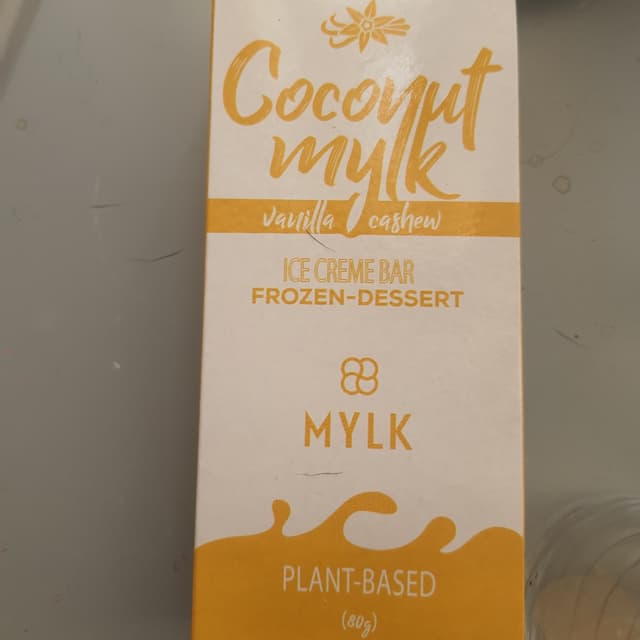 Coconut
mylk
vanilla cashew
ICE CREME BAR
FROZEN-DESSERT
MYLK
PLANT-BASED
(80g)